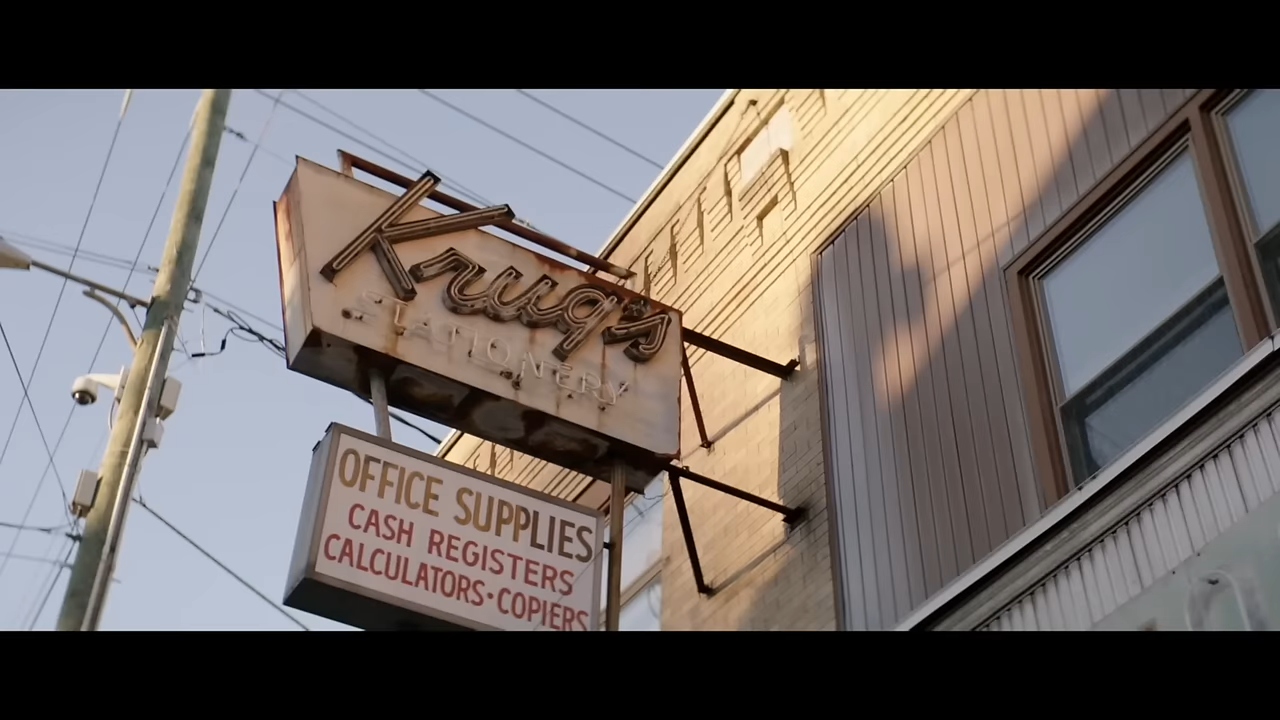 Krug's
STATIONERY
OFFICE SUPPLIES
CASH REGISTERS
CALCULATORS·COPIERS